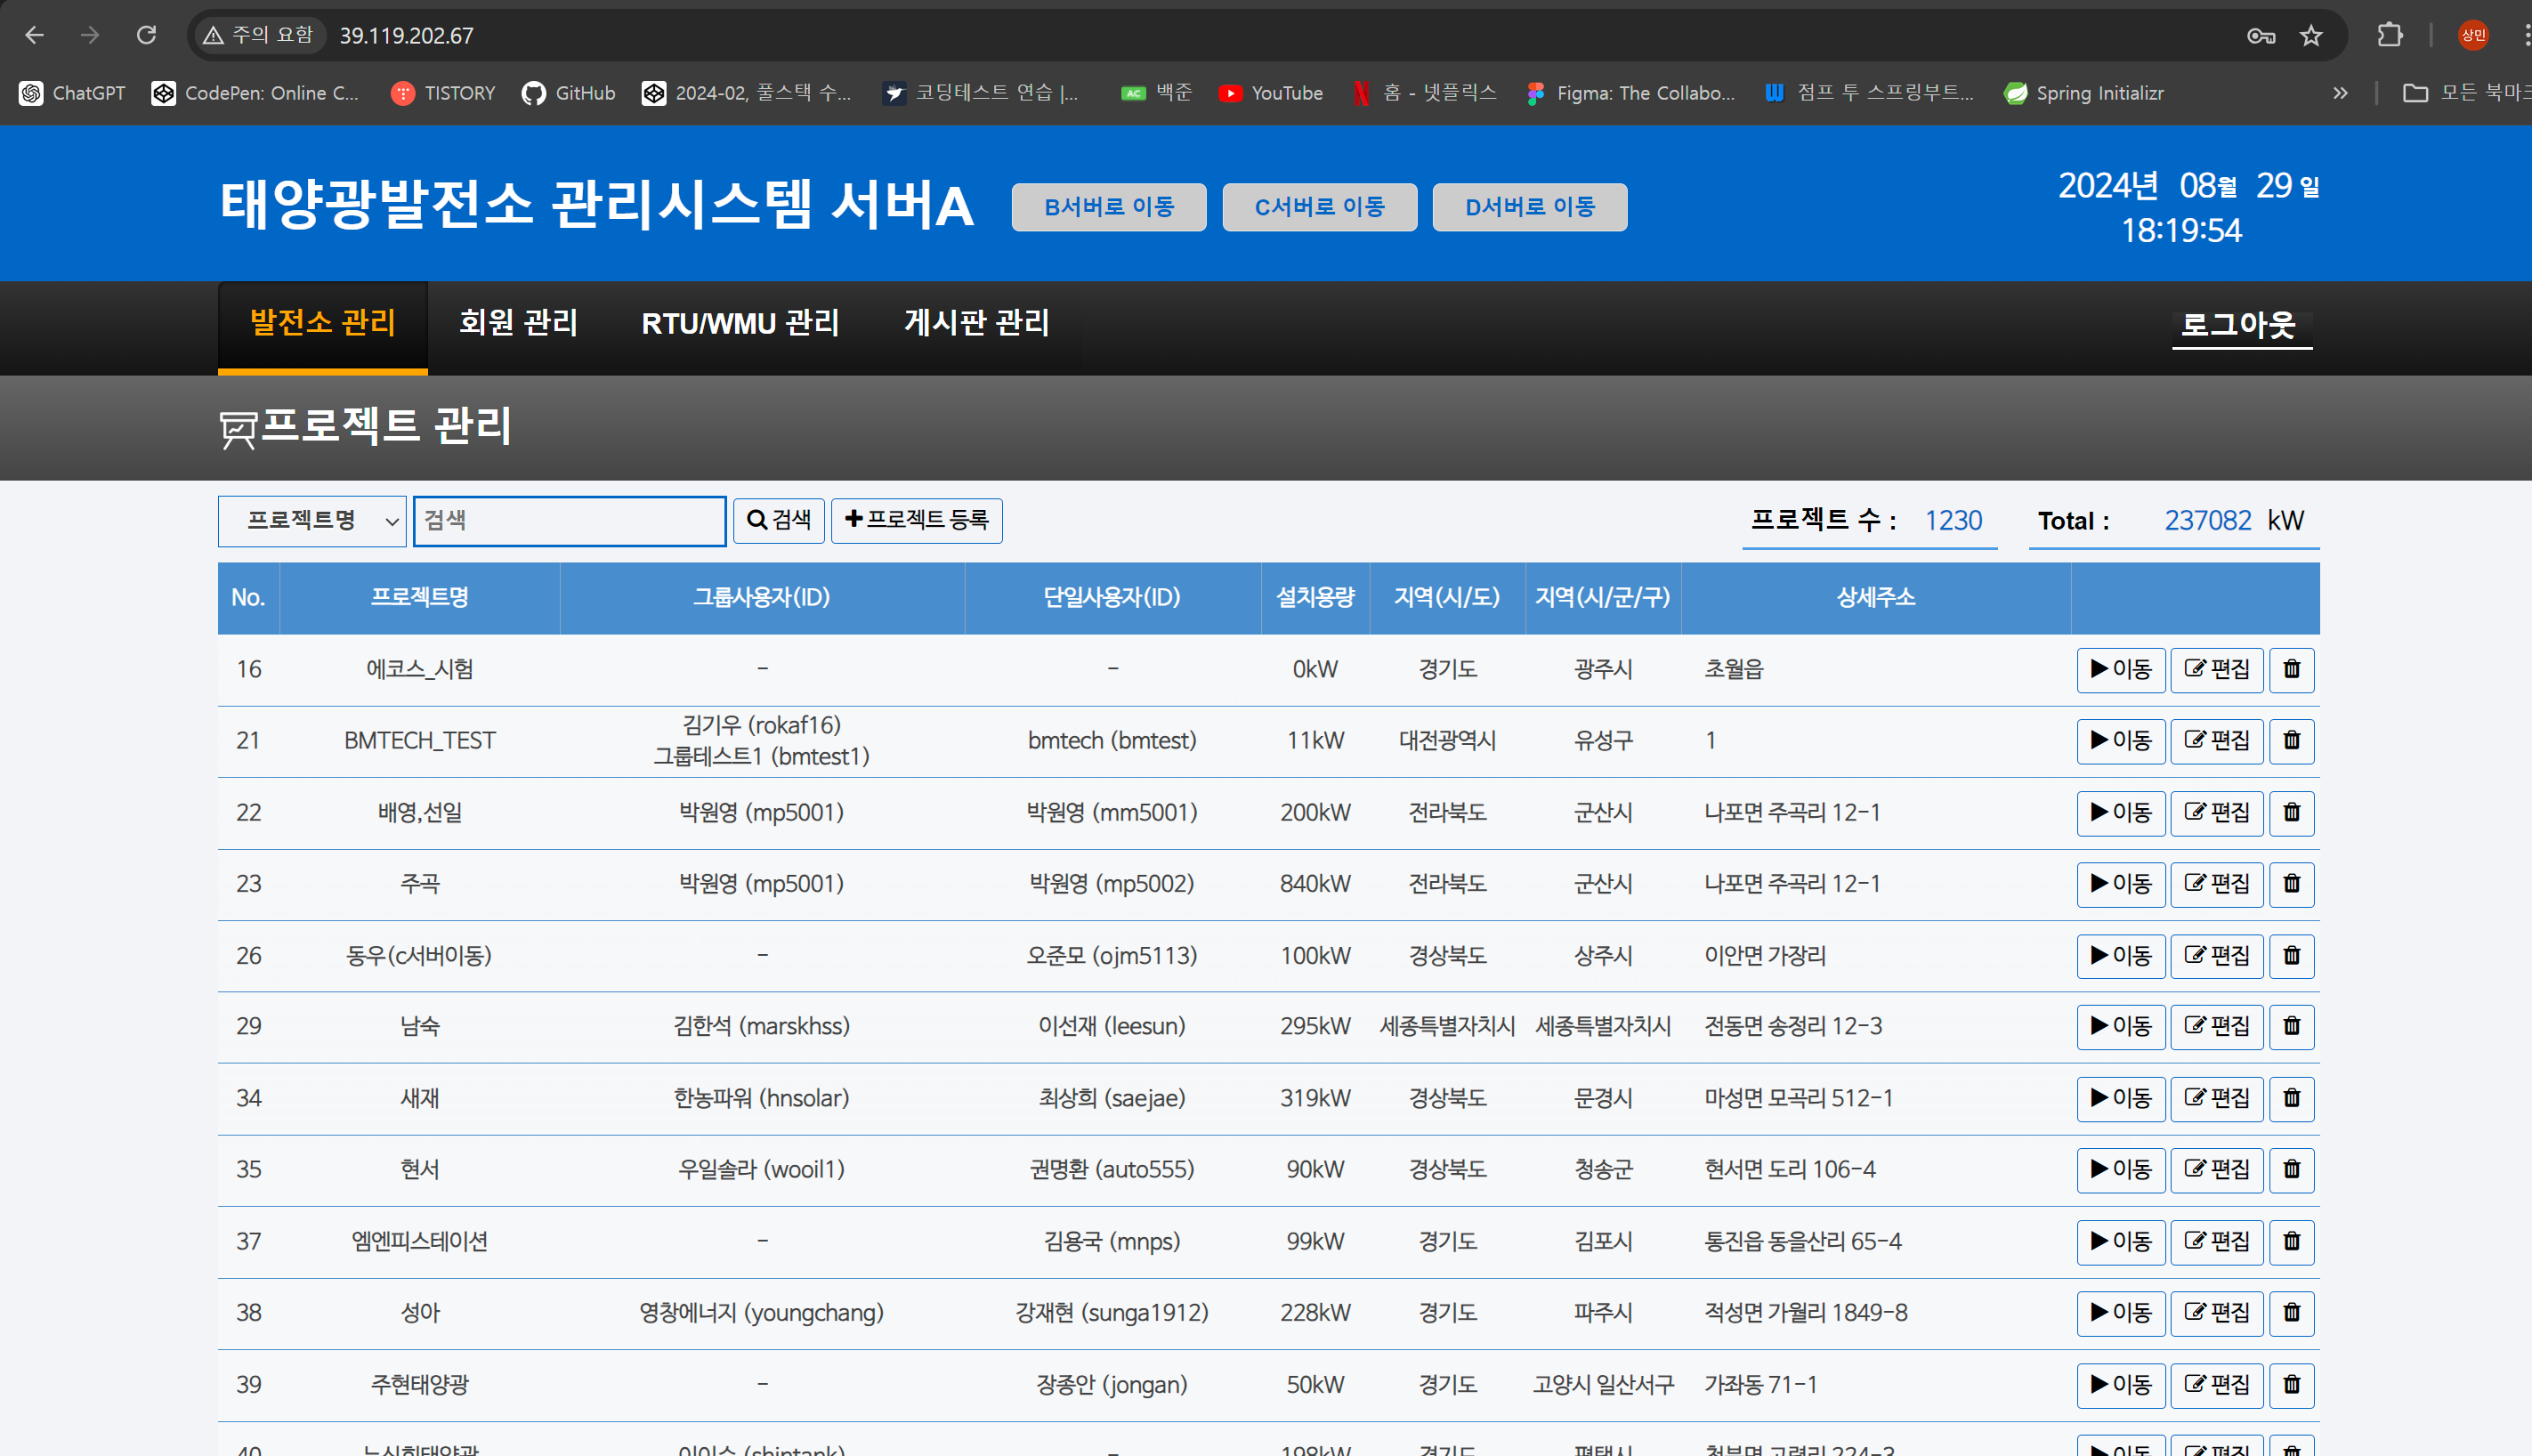 주의 요함 39.119.202.67 상민
ChatGPT CodePen: Online C... TISTORY GitHub 2024-02, 풀스택 수... 코딩테스트 연습 |... 백준 YouTube 홈 - 넷플릭스 Figma: The Collabo... 점프 투 스프링부트... Spring Initializr » 모든 북마크
태양광발전소 관리시스템 서버A B서버로 이동 C서버로 이동 D서버로 이동
2024년 08월 29일
18:19:54
발전소 관리 회원 관리 RTU/WMU 관리 게시판 관리 로그아웃
프로젝트 관리
프로젝트명 검색 검색 프로젝트 등록 프로젝트 수 : 1230 Total : 237082 kW
No. 프로젝트명 그룹사용자(ID) 단일사용자(ID) 설치용량 지역(시/도) 지역(시/군/구) 상세주소
16 에코스_시험 - - 0kW 경기도 광주시 초월읍 이동 편집
21 BMTECH_TEST 김기우 (rokaf16) 그룹테스트1 (bmtest1) bmtech (bmtest) 11kW 대전광역시 유성구 1 이동 편집
22 배영,선일 박원영 (mp5001) 박원영 (mm5001) 200kW 전라북도 군산시 나포면 주곡리 12-1 이동 편집
23 주곡 박원영 (mp5001) 박원영 (mp5002) 840kW 전라북도 군산시 나포면 주곡리 12-1 이동 편집
26 동우(c서버이동) - 오준모 (ojm5113) 100kW 경상북도 상주시 이안면 가장리 이동 편집
29 남숙 김한석 (marskhss) 이선재 (leesun) 295kW 세종특별자치시 세종특별자치시 전동면 송정리 12-3 이동 편집
34 새재 한농파워 (hnsolar) 최상희 (saejae) 319kW 경상북도 문경시 마성면 모곡리 512-1 이동 편집
35 현서 우일솔라 (wooil1) 권명환 (auto555) 90kW 경상북도 청송군 현서면 도리 106-4 이동 편집
37 엠엔피스테이션 - 김용국 (mnps) 99kW 경기도 김포시 통진읍 동을산리 65-4 이동 편집
38 성아 영창에너지 (youngchang) 강재현 (sunga1912) 228kW 경기도 파주시 적성면 가월리 1849-8 이동 편집
39 주현태양광 - 장종안 (jongan) 50kW 경기도 고양시 일산서구 가좌동 71-1 이동 편집
40 (shintank) - 198kW 경기도 평택시 224-3 이동 편집